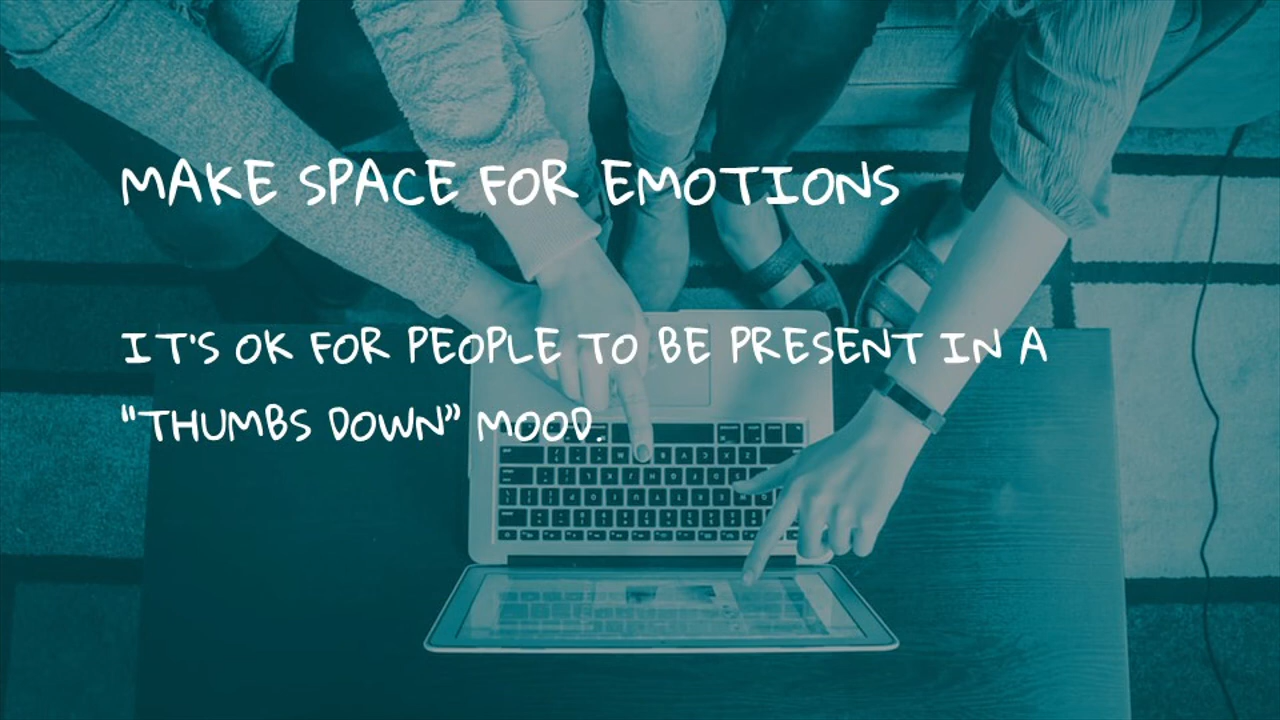 MAKE SPACE FOR EMOTIONS
IT'S OK FOR PEOPLE TO BE PRESENT IN A
“THUMBS DOWN” MOOD.